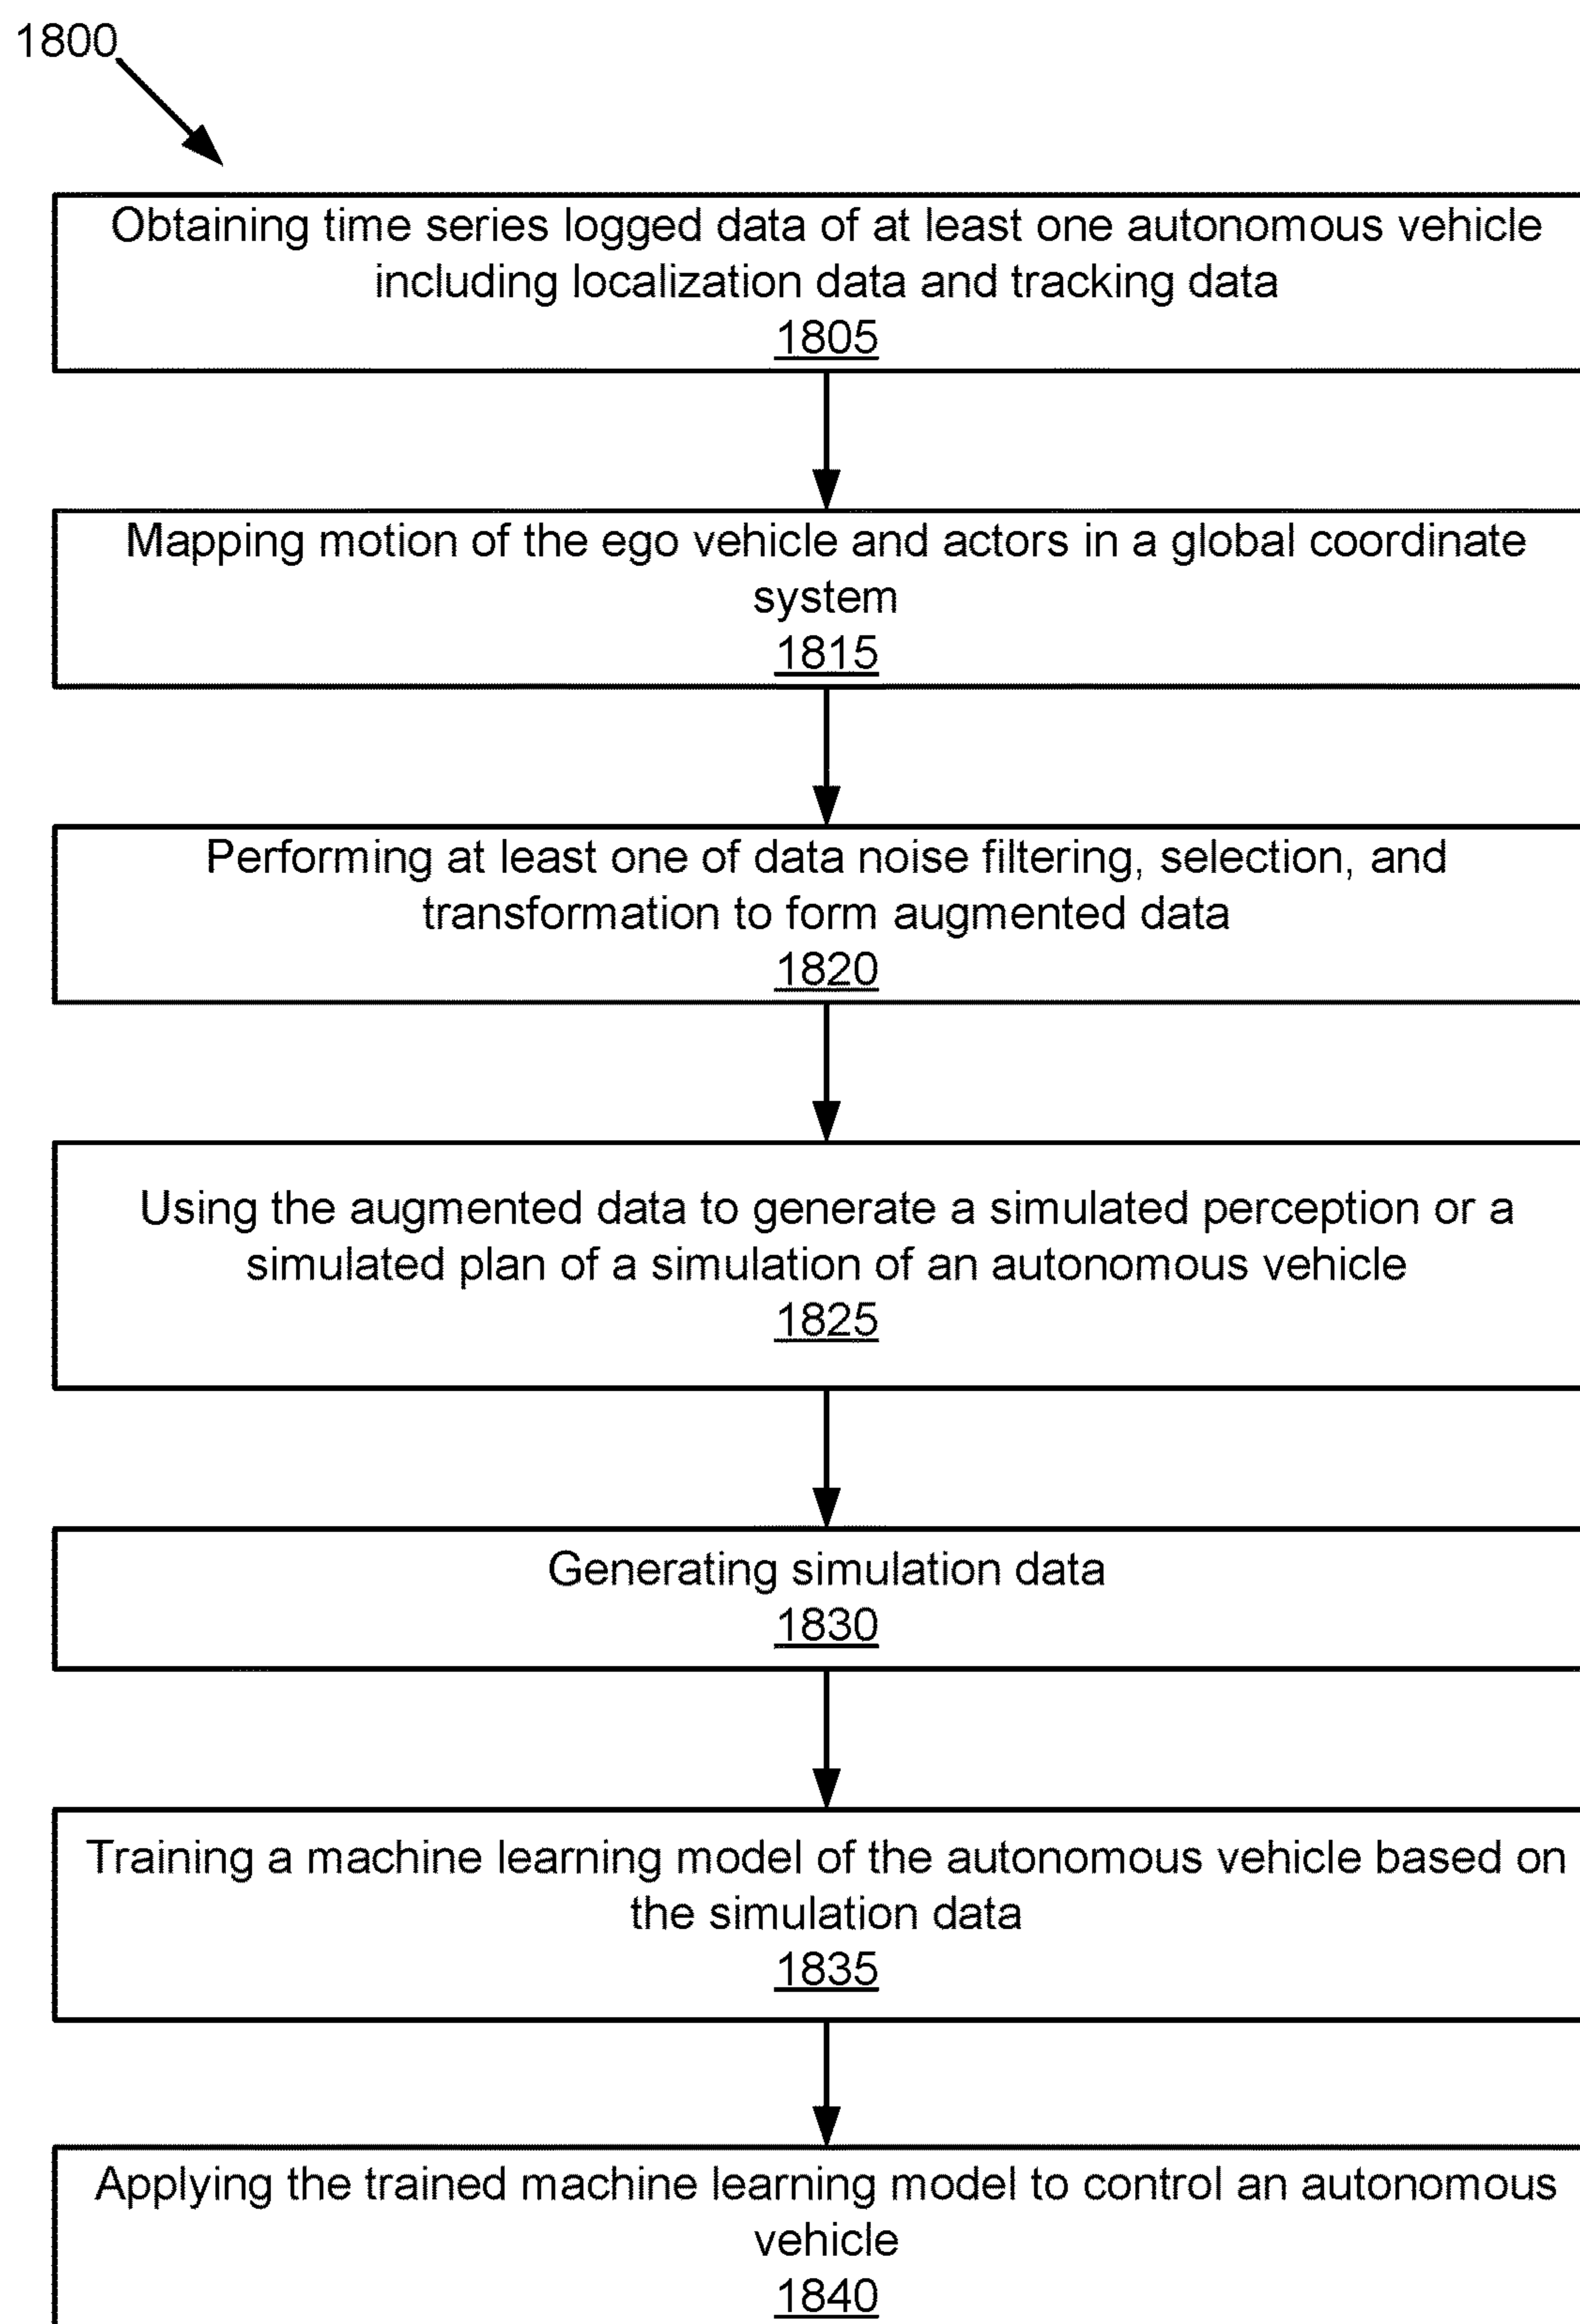 1800
Obtaining time series logged data of at least one autonomous vehicle
including localization data and tracking data
1805
Mapping motion of the ego vehicle and actors in a global coordinate
system
1815
Performing at least one of data noise filtering, selection, and
transformation to form augmented data
1820
Using the augmented data to generate a simulated perception or a
simulated plan of a simulation of an autonomous vehicle
1825
Generating simulation data
1830
Training a machine learning model of the autonomous vehicle based on
the simulation data
1835
Applying the trained machine learning model to control an autonomous
vehicle
1840